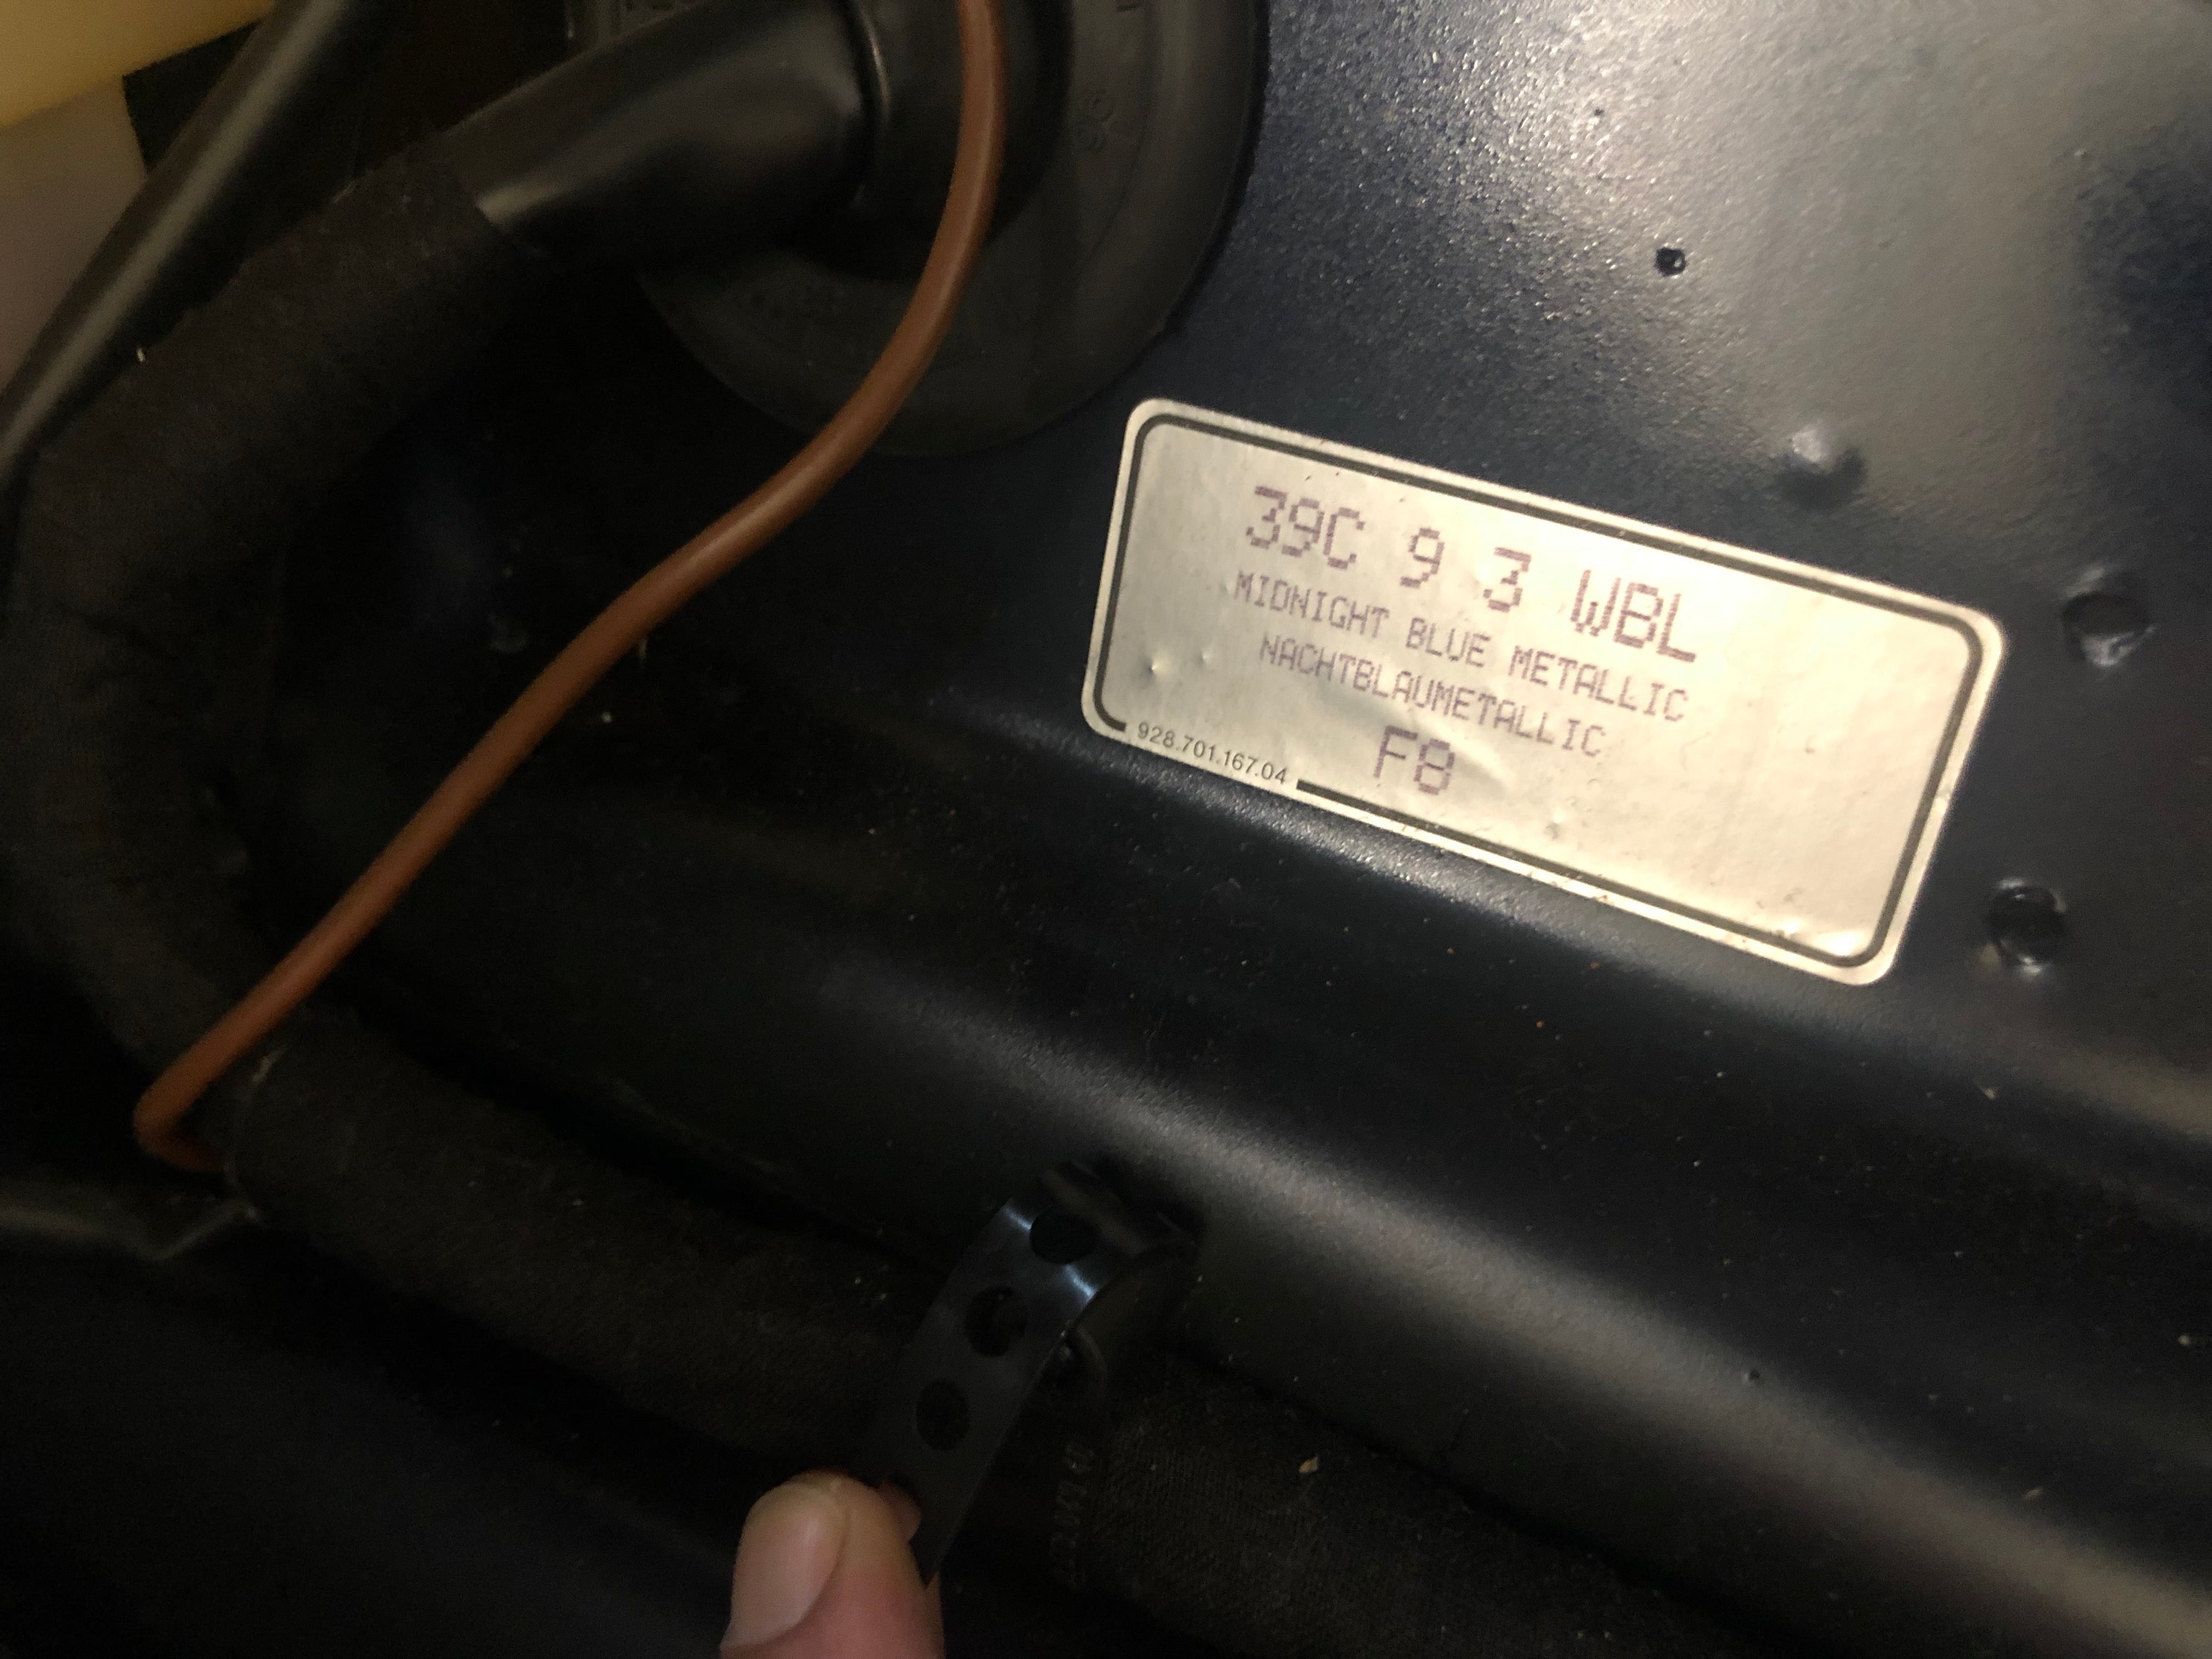 39C 9 3 WBL
MIDNIGHT BLUE METALLIC
NACHTBLAUMETALLIC
F8
928.701.167.04